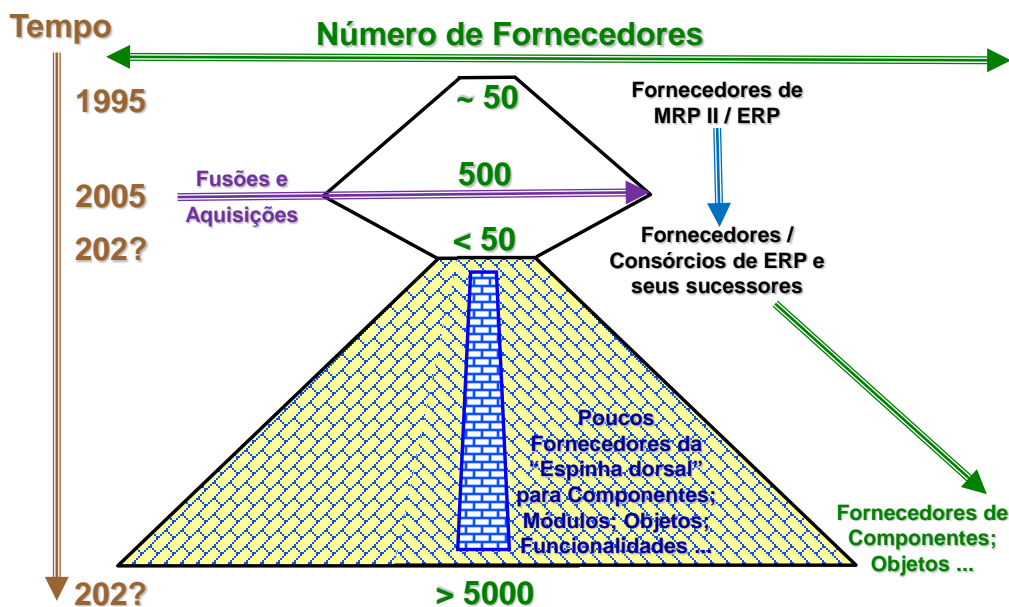 Tempo
Número de Fornecedores
1995
~ 50
Fornecedores de
MRP II / ERP
2005
Fusões e
Aquisições
500
202?
< 50
Fornecedores /
Consórcios de ERP e
seus sucessores
Poucos
Fornecedores da
“Espinha dorsal”
para Componentes;
Módulos; Objetos;
Funcionalidades ...
Fornecedores de
Componentes;
Objetos ...
202?
> 5000